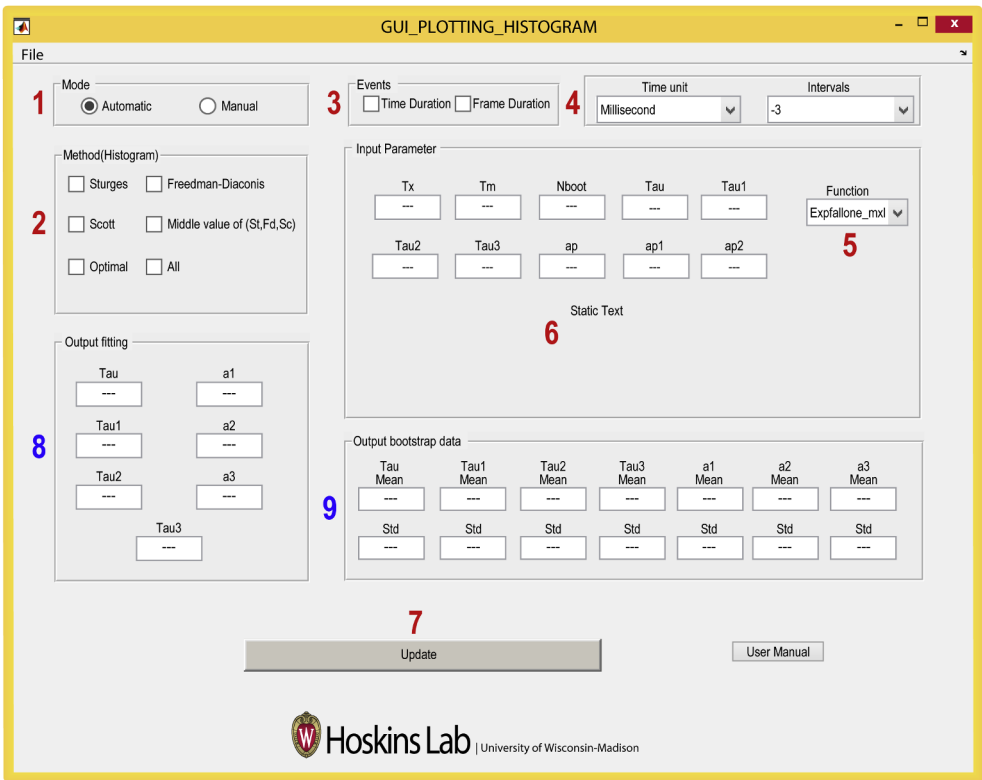 GUI_PLOTTING_HISTOGRAM
File
1
Mode
Automatic Manual
3
Events
Time Duration Frame Duration
4
Time unit Intervals
Millisecond -3
2
Method(Histogram)
Sturges Freedman-Diaconis
Scott Middle value of (St,Fd,Sc)
Optimal All
Input Parameter
Tx Tm Nboot Tau Tau1
--- --- --- --- ---
Tau2 Tau3 ap ap1 ap2
--- --- --- --- ---
Function
Expfallone_mxl
5
Static Text
6
8
Output fitting
Tau a1
--- ---
Tau1 a2
--- ---
Tau2 a3
--- ---
Tau3
---
9
Output bootstrap data
Tau Tau1 Tau2 Tau3 a1 a2 a3
Mean Mean Mean Mean Mean Mean Mean
--- --- --- --- --- --- ---
Std Std Std Std Std Std Std
--- --- --- --- --- --- ---
7
Update
User Manual
W Hoskins Lab | University of Wisconsin-Madison